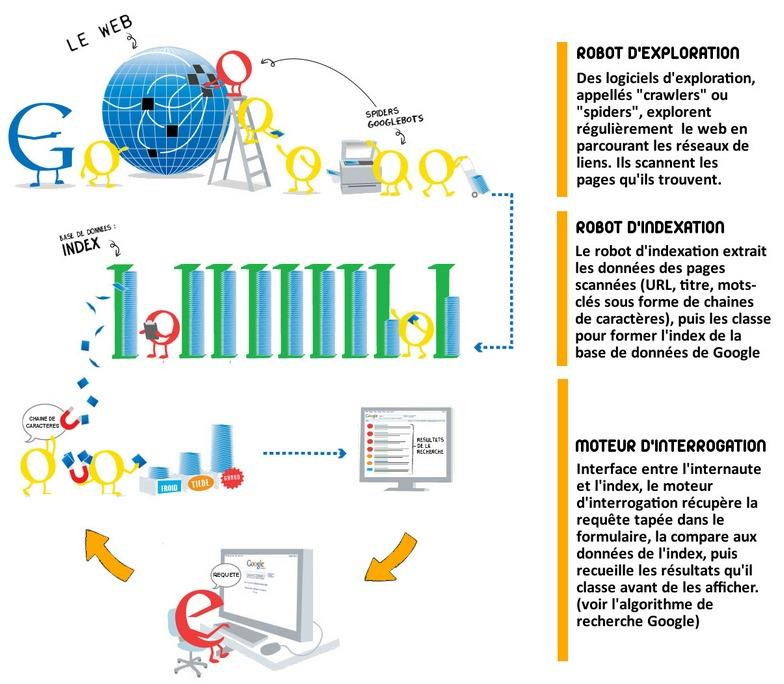 LE WEB
SPIDERS
GOOGLEBOTS
ROBOT D'EXPLORATION
Des logiciels d'exploration,
appellés "crawlers" ou
"spiders", explorent
régulièrement le web en
parcourant les réseaux de
liens. Ils scannent les
pages qu'ils trouvent.
BASE DE DONNEES :
INDEX
ROBOT D'INDEXATION
Le robot d'indexation extrait
les données des pages
scannées (URL, titre, mots-
clés sous forme de chaines
de caractères), puis les classe
pour former l'index de la
base de données de Google
CHAINE DE
CARACTERES
FROID
TIEDE
CHAUD
Google
RESULTATS
DE LA
RECHERCHE
MOTEUR D'INTERROGATION
Interface entre l'internaute
et l'index, le moteur
d'interrogation récupère la
requête tapée dans le
formulaire, la compare aux
données de l'index, puis
recueille les résultats qu'il
classe avant de les afficher.
(voir l'algorithme de
recherche Google)
Google
REQUETE